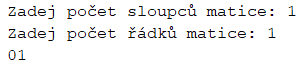 Zadej počet sloupců matice: 1
Zadej počet řádků matice: 1
01